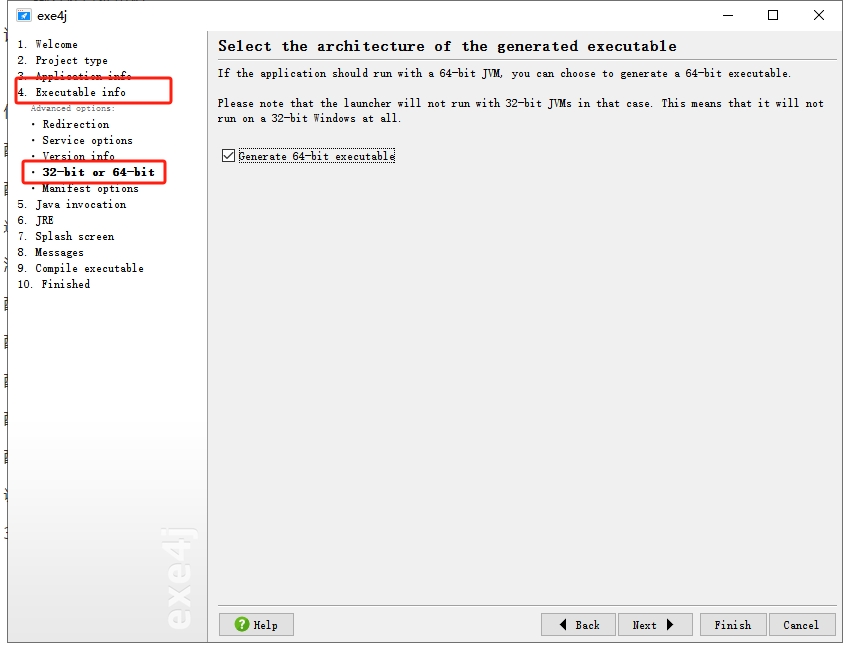 exe4j
1. Welcome
2. Project type
3. Application info
4. Executable info
Advanced options:
· Redirection
· Service options
· Version info
· 32-bit or 64-bit
· Manifest options
5. Java invocation
6. JRE
7. Splash screen
8. Messages
9. Compile executable
10. Finished
exe4j
Select the architecture of the generated executable
If the application should run with a 64-bit JVM, you can choose to generate a 64-bit executable.
Please note that the launcher will not run with 32-bit JVMs in that case. This means that it will not
run on a 32-bit Windows at all.
Generate 64-bit executable
Help
Back
Next
Finish
Cancel